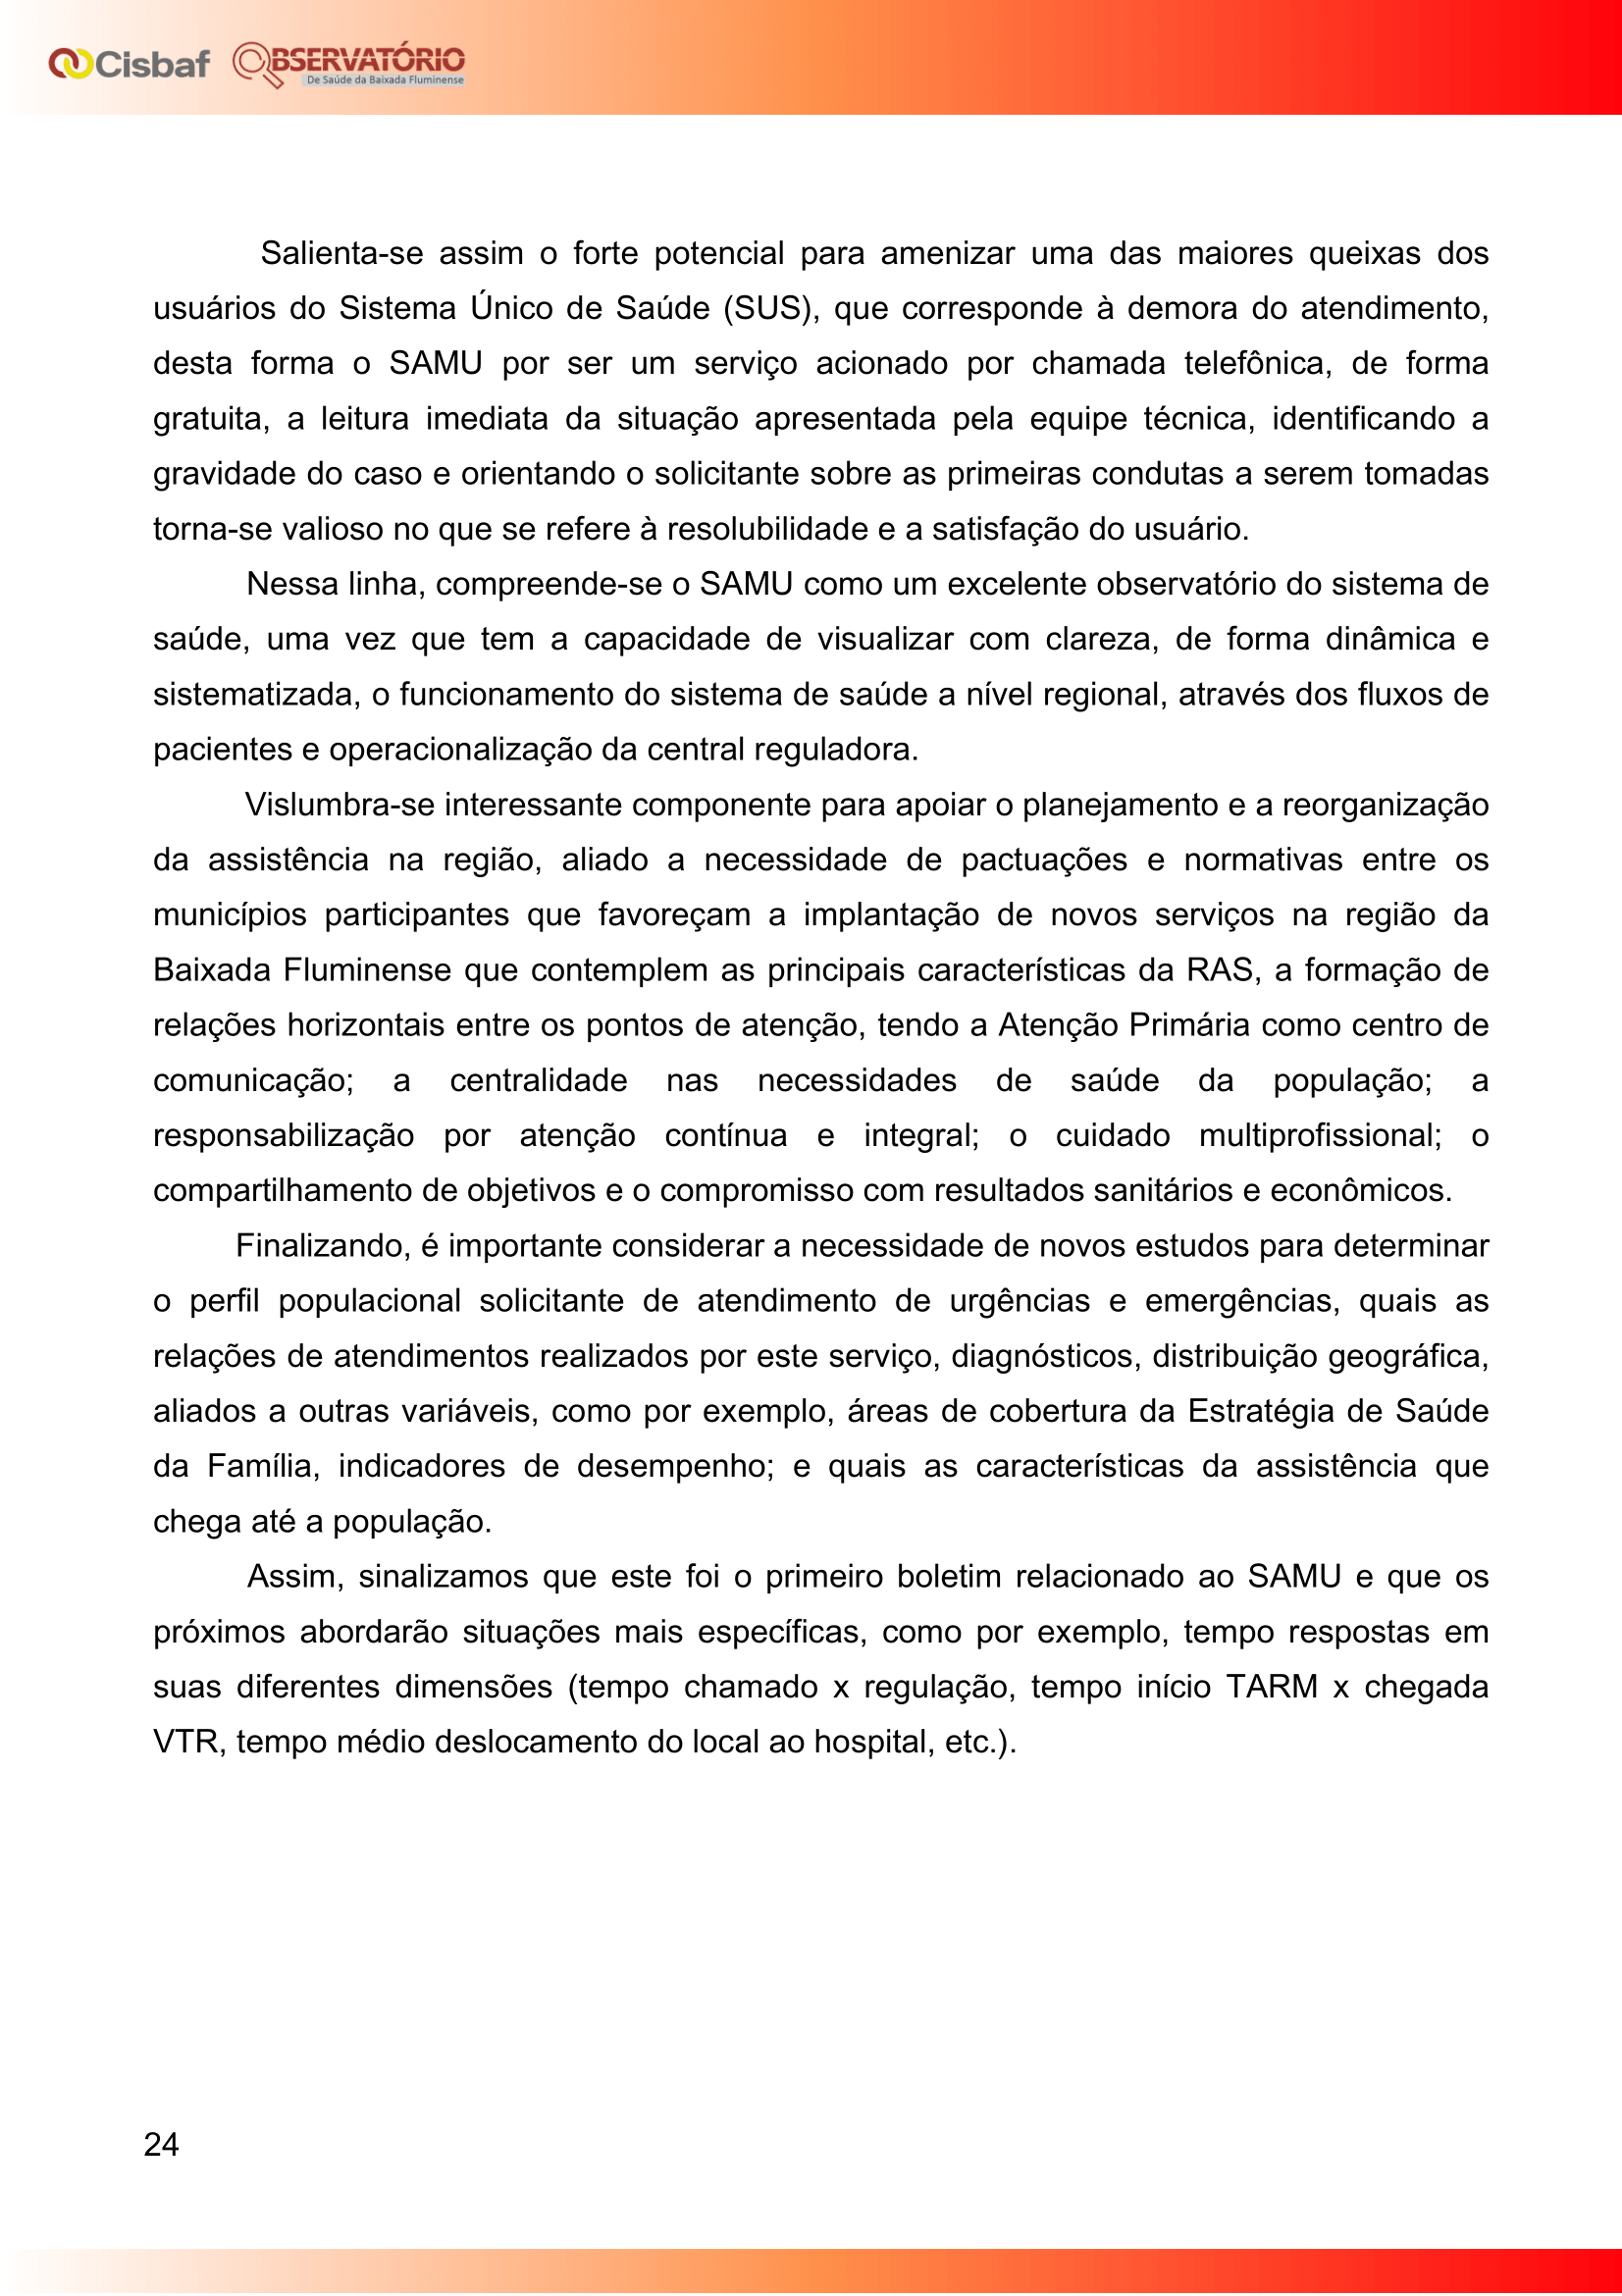 Cisbaf
OBSERVATÓRIO
De Saúde da Baixada Fluminense
Salienta-se assim o forte potencial para amenizar uma das maiores queixas dos
usuários do Sistema Único de Saúde (SUS), que corresponde à demora do atendimento,
desta forma o SAMU por ser um serviço acionado por chamada telefônica, de forma
gratuita, a leitura imediata da situação apresentada pela equipe técnica, identificando a
gravidade do caso e orientando o solicitante sobre as primeiras condutas a serem tomadas
torna-se valioso no que se refere à resolubilidade e a satisfação do usuário.
Nessa linha, compreende-se o SAMU como um excelente observatório do sistema de
saúde, uma vez que tem a capacidade de visualizar com clareza, de forma dinâmica e
sistematizada, o funcionamento do sistema de saúde a nível regional, através dos fluxos de
pacientes e operacionalização da central reguladora.
Vislumbra-se interessante componente para apoiar o planejamento e a reorganização
da assistência na região, aliado a necessidade de pactuações e normativas entre os
municípios participantes que favoreçam a implantação de novos serviços na região da
Baixada Fluminense que contemplem as principais características da RAS, a formação de
relações horizontais entre os pontos de atenção, tendo a Atenção Primária como centro de
comunicação; a centralidade nas necessidades de saúde da população; a
responsabilização por atenção contínua e integral; o cuidado multiprofissional; o
compartilhamento de objetivos e o compromisso com resultados sanitários e econômicos.
Finalizando, é importante considerar a necessidade de novos estudos para determinar
o perfil populacional solicitante de atendimento de urgências e emergências, quais as
relações de atendimentos realizados por este serviço, diagnósticos, distribuição geográfica,
aliados a outras variáveis, como por exemplo, áreas de cobertura da Estratégia de Saúde
da Família, indicadores de desempenho; e quais as características da assistência que
chega até a população.
Assim, sinalizamos que este foi o primeiro boletim relacionado ao SAMU e que os
próximos abordarão situações mais específicas, como por exemplo, tempo respostas em
suas diferentes dimensões (tempo chamado x regulação, tempo início TARM x chegada
VTR, tempo médio deslocamento do local ao hospital, etc.).
24